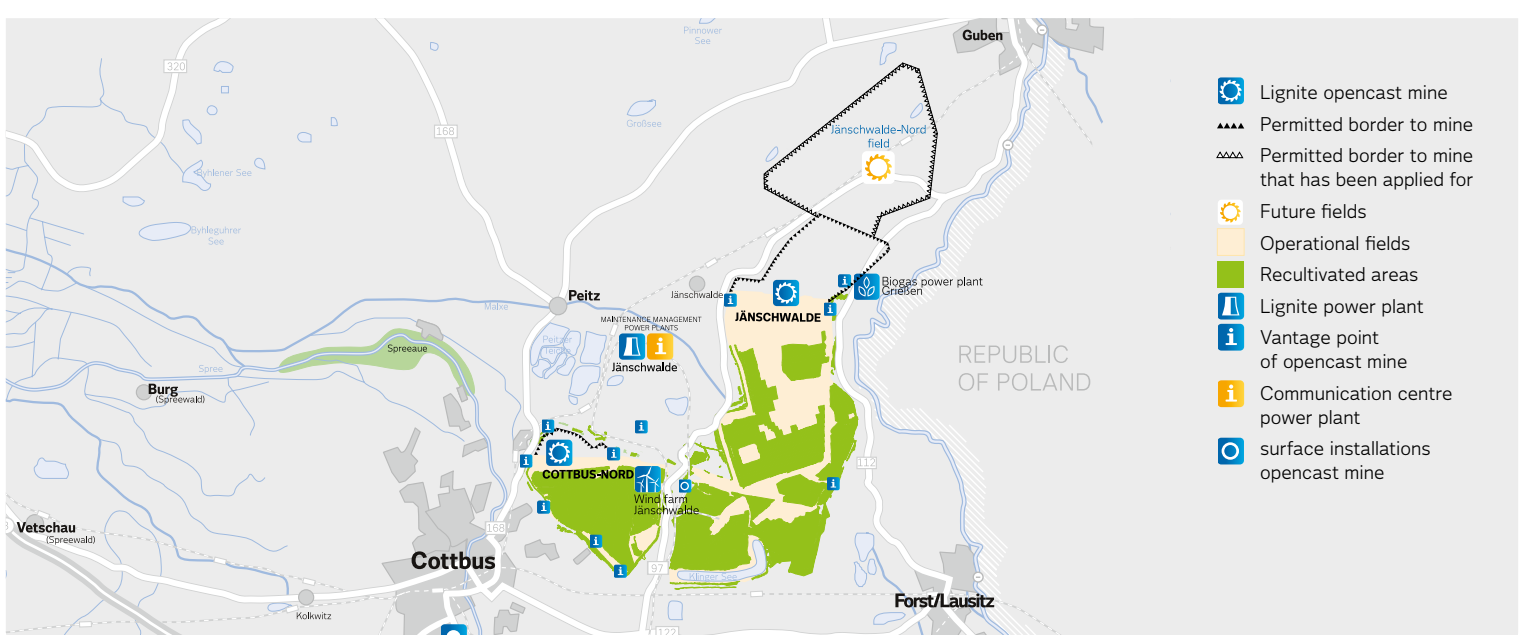 Pinnower
See
Guben
320
168
Großsee
Jänschwalde-Nord
field
Byhlener See
Byhleguhrer
See
Peitz
Jänschwalde
Biogas power plant
Grießen
Malxe
MAINTENANCE MANAGEMENT
POWER PLANTS
JÄNSCHWALDE
Peitzer
Teiche
Jänschwalde
Spreeaue
Spree
REPUBLIC
OF POLAND
Burg
(Spreewald)
112
COTTBUS-NORD
Wind farm
Jänschwalde
Vetschau
(Spreewald)
168
Cottbus
97
Klinger See
Forst/Lausitz
Kolkwitz
122
Lignite opencast mine
Permitted border to mine
Permitted border to mine
that has been applied for
Future fields
Operational fields
Recultivated areas
Lignite power plant
Vantage point
of opencast mine
Communication centre
power plant
surface installations
opencast mine